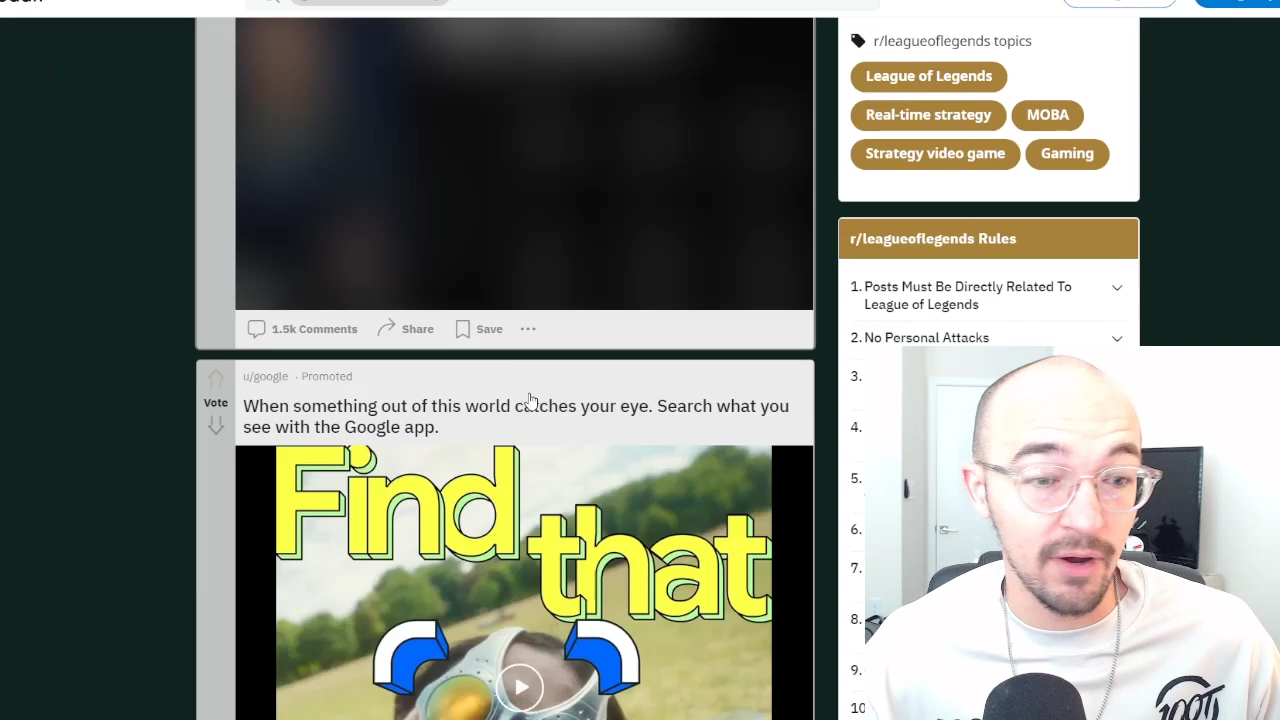 r/leagueoflegends topics
League of Legends
Real-time strategy
MOBA
Strategy video game
Gaming
r/leagueoflegends Rules
1. Posts Must Be Directly Related To
League of Legends
2. No Personal Attacks
3.
4.
5.
6.
7.
8.
9.
10
1.5k Comments
Share
Save
u/google · Promoted
Vote
When something out of this world catches your eye. Search what you
see with the Google app.
Find
that
100T